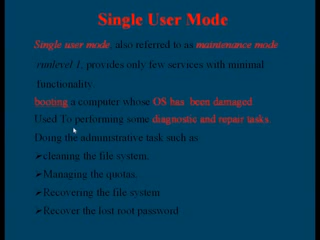 Single User Mode
Single user mode also referred to as maintenance mode
runlevel 1, provides only few services with minimal
functionality.
booting a computer whose OS has been damaged
Used To performing some diagnostic and repair tasks
Doing the administrative task such as
➢cleaning the file system.
➢Managing the quotas.
➢Recovering the file system
➢Recover the lost root password